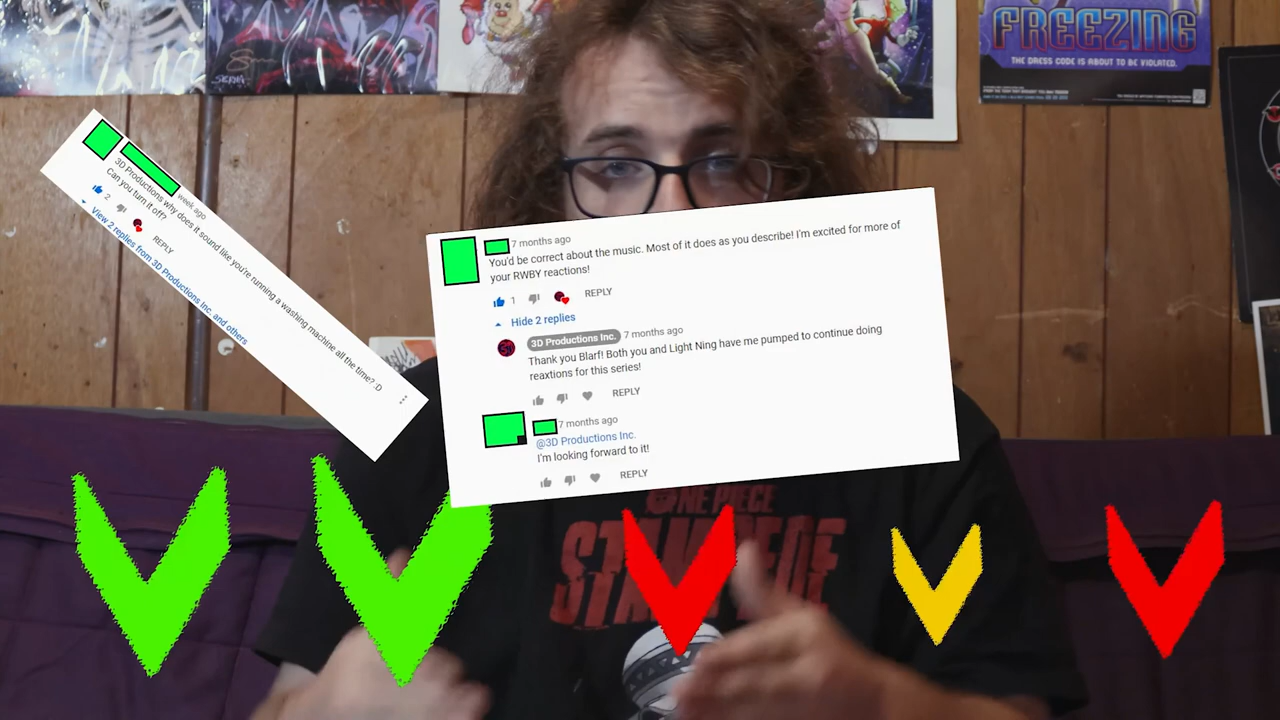 FREEZING
THE DRESS CODE IS ABOUT TO BE VIOLATED.
week ago
3D Productions why does it sound like you're running a washing machine all the time? :D
Can you turn it off?
2
REPLY
View 2 replies from 3D Productions Inc. and others
7 months ago
You'd be correct about the music. Most of it does as you describe! I'm excited for more of
your RWBY reactions!
1
REPLY
Hide 2 replies
3D Productions Inc. 7 months ago
Thank you Blarf! Both you and Light Ning have me pumped to continue doing
reaxtions for this series!
REPLY
7 months ago
@3D Productions Inc.
I'm looking forward to it!
REPLY
ONE PIECE
STAMPEDE